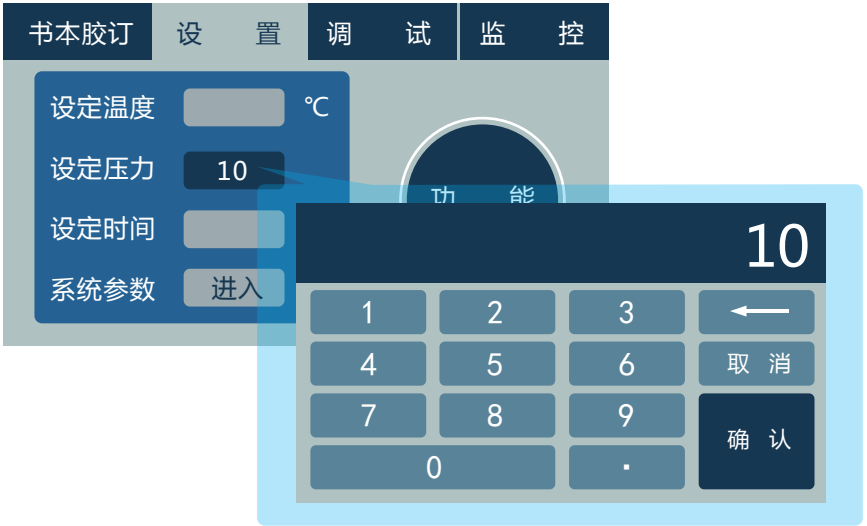 书本胶订 设 置 调 试 监 控
设定温度 ℃
设定压力 10
功 能
设定时间
系统参数 进入
10
1 2 3 ←
4 5 6 取 消
7 8 9 确 认
0 .